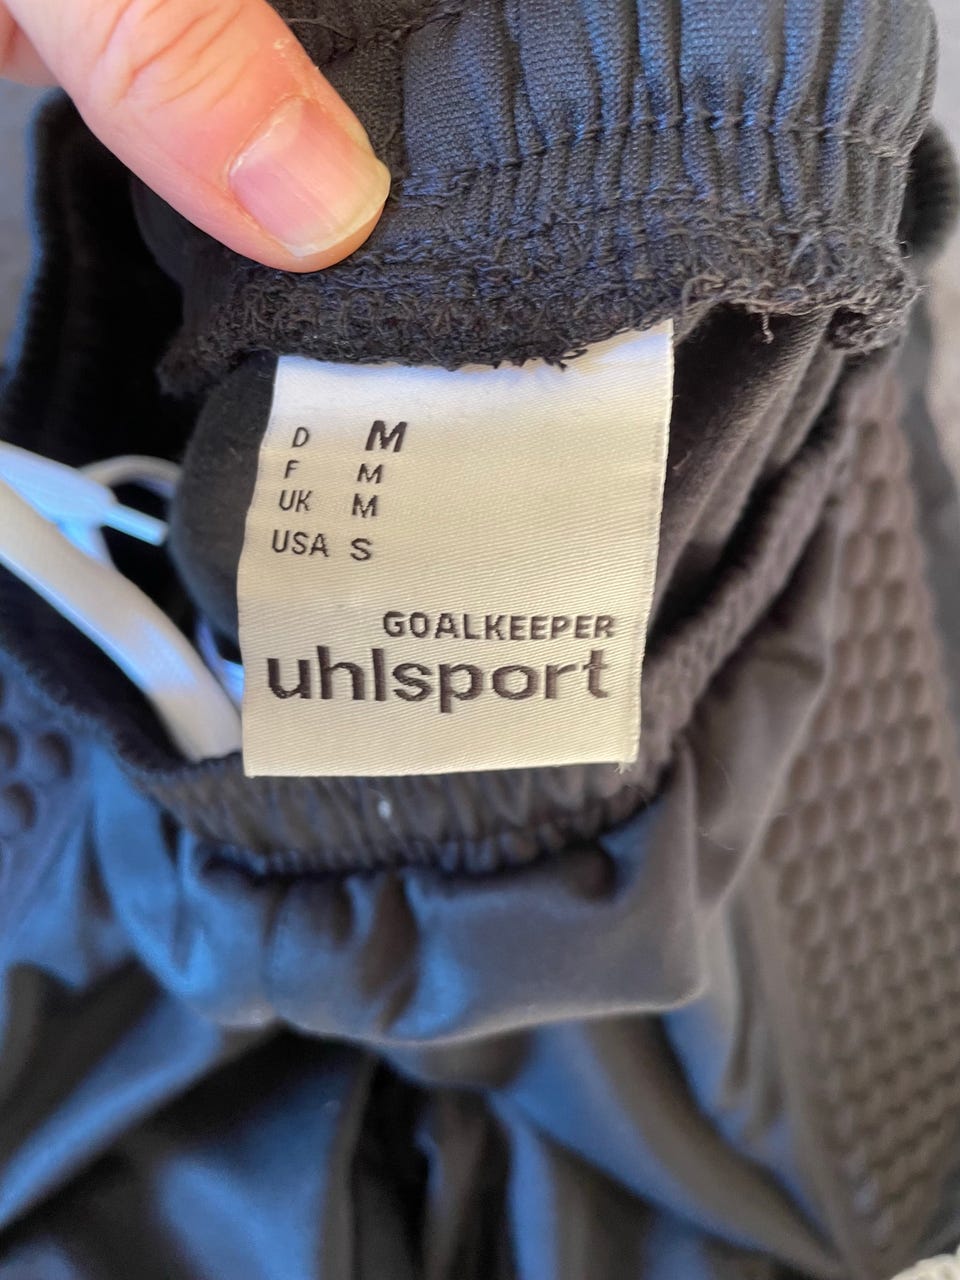 D M
F M
UK M
USA S
GOALKEEPER
uhlsport